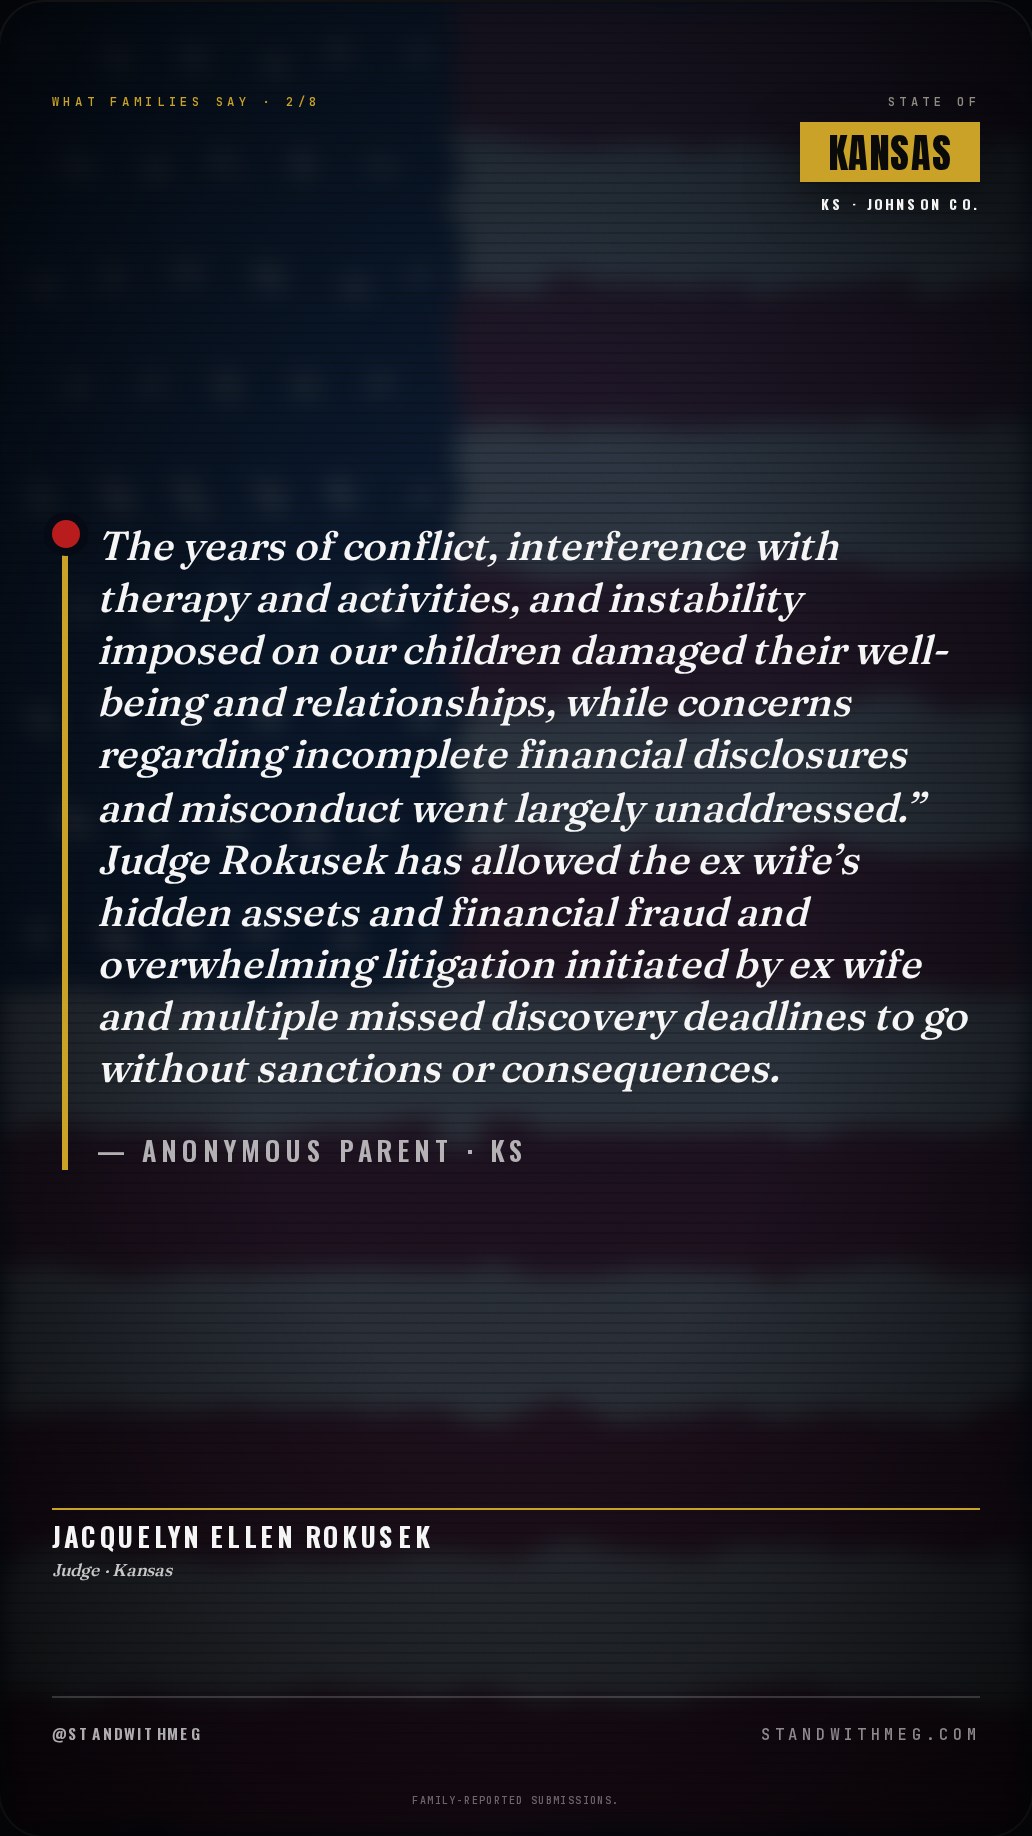 WHAT FAMILIES SAY · 2/8
STATE OF
KANSAS
KS · JOHNSON CO.
The years of conflict, interference with
therapy and activities, and instability
imposed on our children damaged their well-
being and relationships, while concerns
regarding incomplete financial disclosures
and misconduct went largely unaddressed.”
Judge Rokusek has allowed the ex wife’s
hidden assets and financial fraud and
overwhelming litigation initiated by ex wife
and multiple missed discovery deadlines to go
without sanctions or consequences.
— ANONYMOUS PARENT · KS
JACQUELYN ELLEN ROKUSEK
Judge · Kansas
@STANDWITHMEG
STANDWITHMEG.COM
FAMILY-REPORTED SUBMISSIONS.